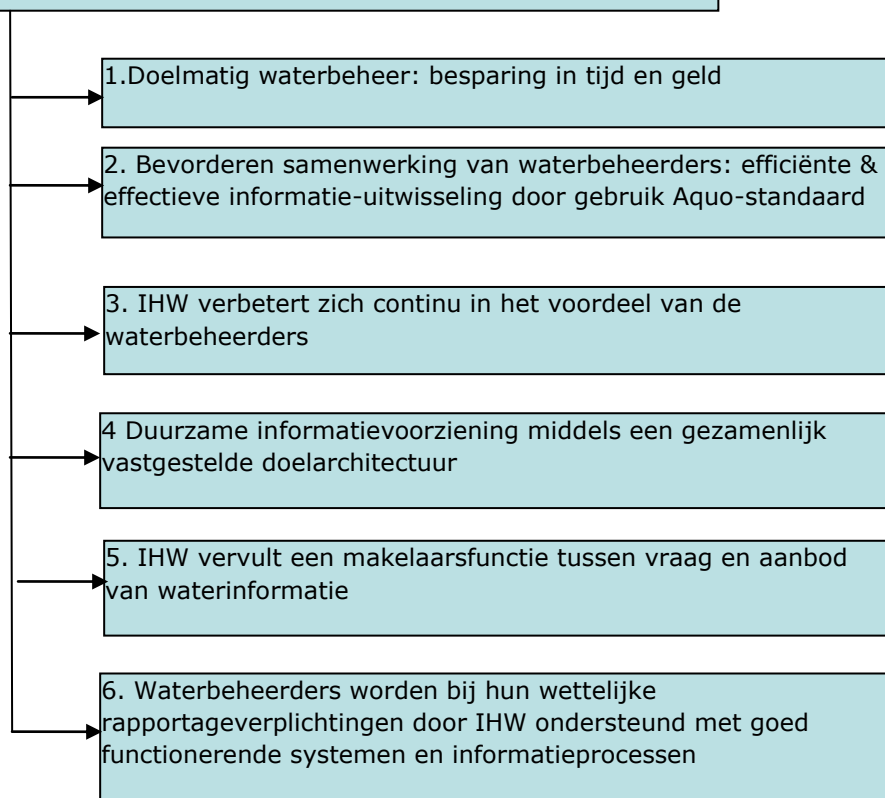 1.Doelmatig waterbeheer: besparing in tijd en geld
2. Bevorderen samenwerking van waterbeheerders: efficiënte &
effectieve informatie-uitwisseling door gebruik Aquo-standaard
3. IHW verbetert zich continu in het voordeel van de
waterbeheerders
4 Duurzame informatievoorziening middels een gezamenlijk
vastgestelde doelarchitectuur
5. IHW vervult een makelaarsfunctie tussen vraag en aanbod
van waterinformatie
6. Waterbeheerders worden bij hun wettelijke
rapportageverplichtingen door IHW ondersteund met goed
functionerende systemen en informatieprocessen